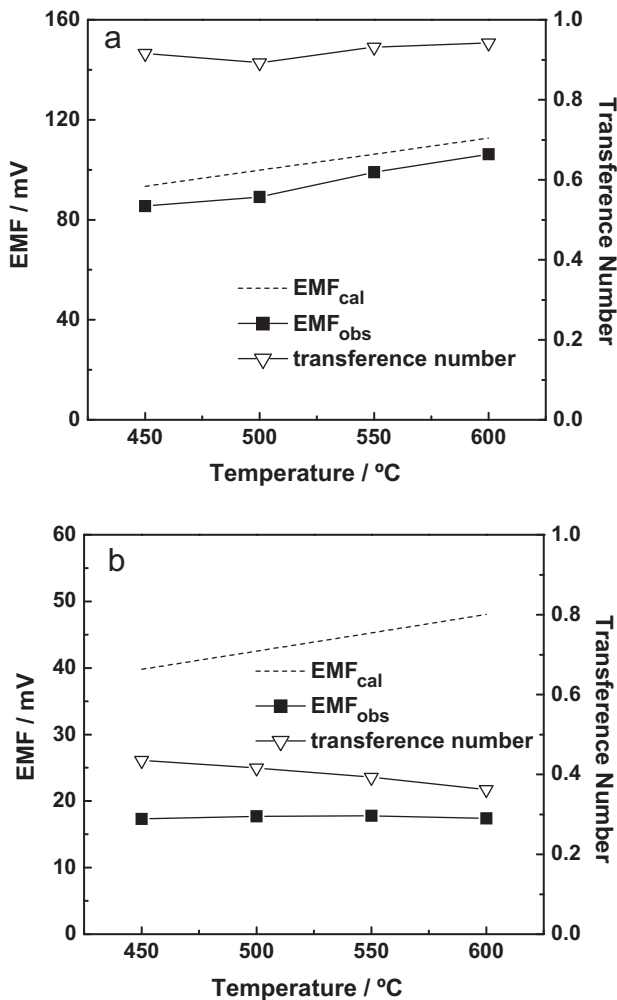 a
160
120
80
40
0
EMF / mV
1.0
0.8
0.6
0.4
0.2
0.0
Transference Number
EMFcal
EMFobs
transference number
450 500 550 600
Temperature / ºC
b
60
50
40
30
20
10
0
EMF / mV
1.0
0.8
0.6
0.4
0.2
0.0
Transference Number
EMFcal
EMFobs
transference number
450 500 550 600
Temperature / ºC